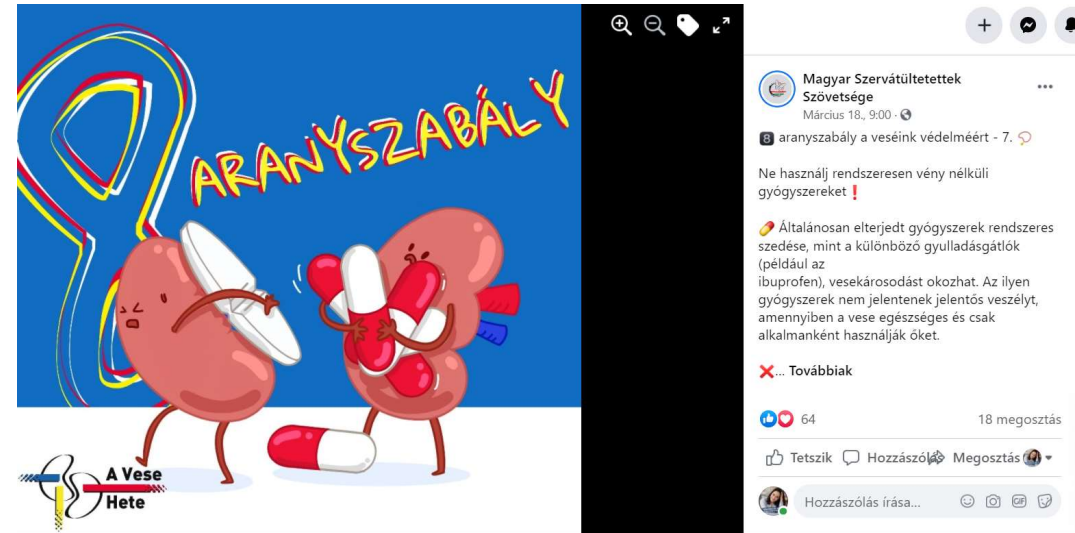 8 ARANYSZABÁLY
A Vese
Hete
Magyar Szervátültetettek
Szövetsége
Március 18., 9:00 ·
8 aranyszabály a veséink védelméért - 7.
Ne használj rendszeresen vény nélküli
gyógyszereket❗
Általánosan elterjedt gyógyszerek rendszeres
szedése, mint a különböző gyulladásgátlók
(például az
ibuprofen), vesekárosodást okozhat. Az ilyen
gyógyszerek nem jelentenek jelentős veszélyt,
amennyiben a vese egészséges és csak
alkalmanként használják őket.
❌... Továbbiak
64
18 megosztás
Tetszik
Hozzászólás
Megosztás
Hozzászólás írása...
GIF